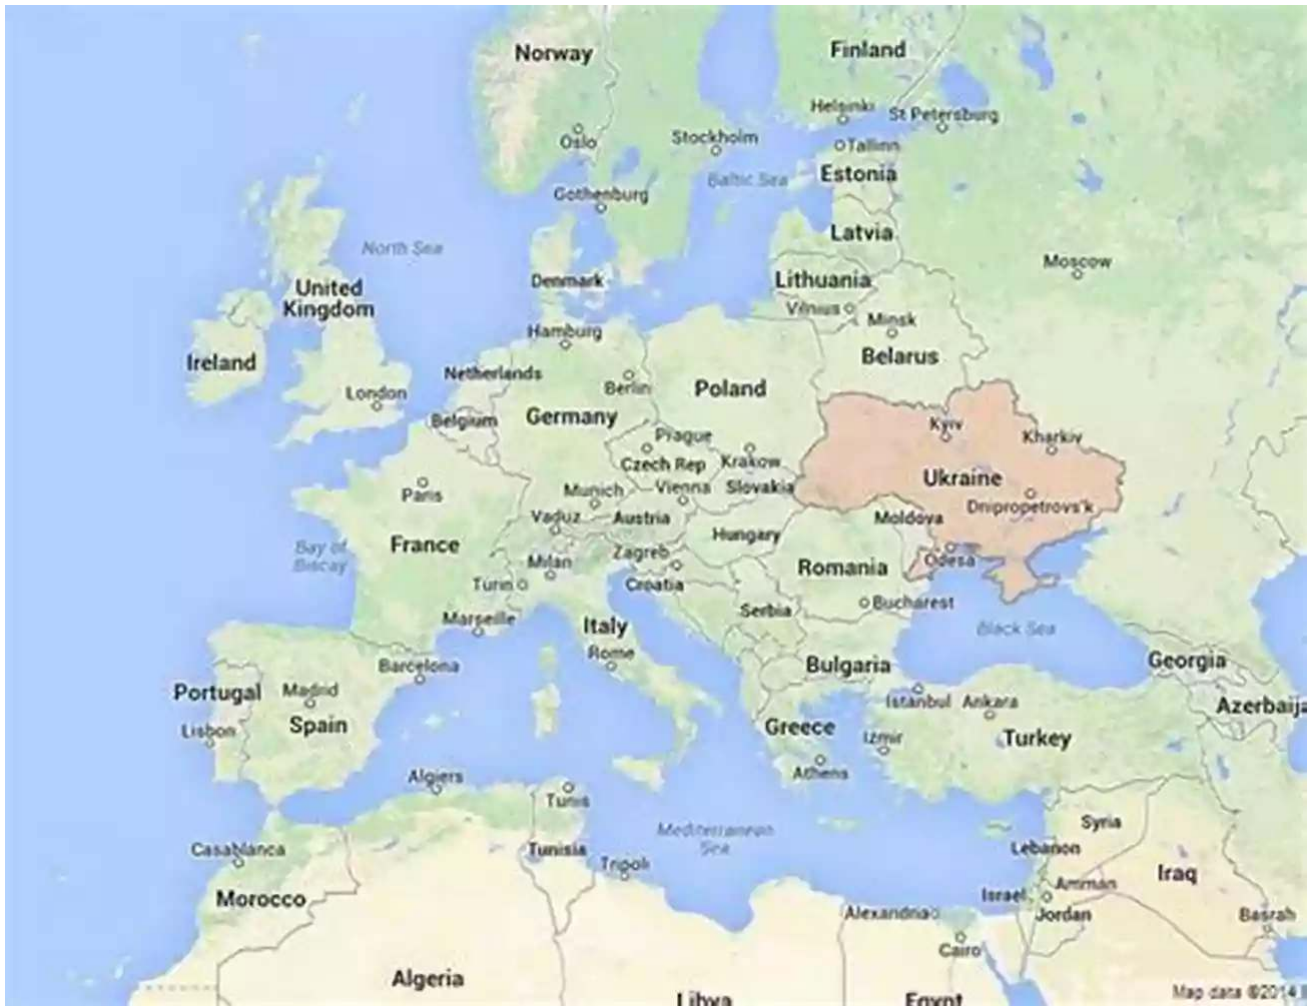 Norway
Finland
Helsinki
St Petersburg
Oslo
Stockholm
Tallinn
Baltic Sea
Estonia
Gothenburg
Latvia
North Sea
Moscow
Denmark
Lithuania
United
Kingdom
Vilnius
Minsk
Hamburg
Belarus
Ireland
Netherlands
Berlin
Poland
London
Belgium
Germany
Kyiv
Prague
Kharkiv
Czech Rep
Krakow
Ukraine
Paris
Munich
Vienna
Slovakia
Dnipropetrovs'k
Vaduz
Austria
Moldova
Hungary
France
Bay of
Biscay
Zagreb
Milan
Odesa
Romania
Turin
Croatia
Bucharest
Serbia
Marseille
Italy
Black Sea
Rome
Barcelona
Bulgaria
Georgia
Portugal
Madrid
Istanbul
Ankara
Azerbaija
Spain
Lisbon
Greece
Izmir
Turkey
Athens
Algiers
Tunis
Mediterranean
Sea
Syria
Casablanca
Tunisia
Lebanon
Tripoli
Iraq
Morocco
Israel
Amman
Alexandria
Jordan
Basrah
Cairo
Algeria
Libya
Egypt
Map data ©2014